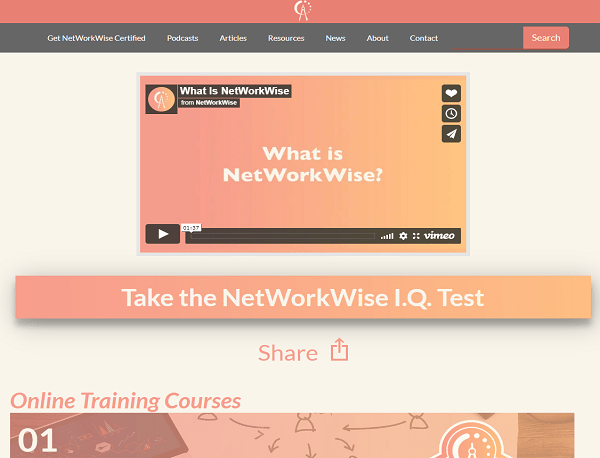 Get NetWorkWise Certified Podcasts Articles Resources News About Contact Search
What Is NetWorkWise
from NetWorkWise
What is
NetWorkWise?
01:37
vimeo
Take the NetWorkWise I.Q. Test
Share
Online Training Courses
01